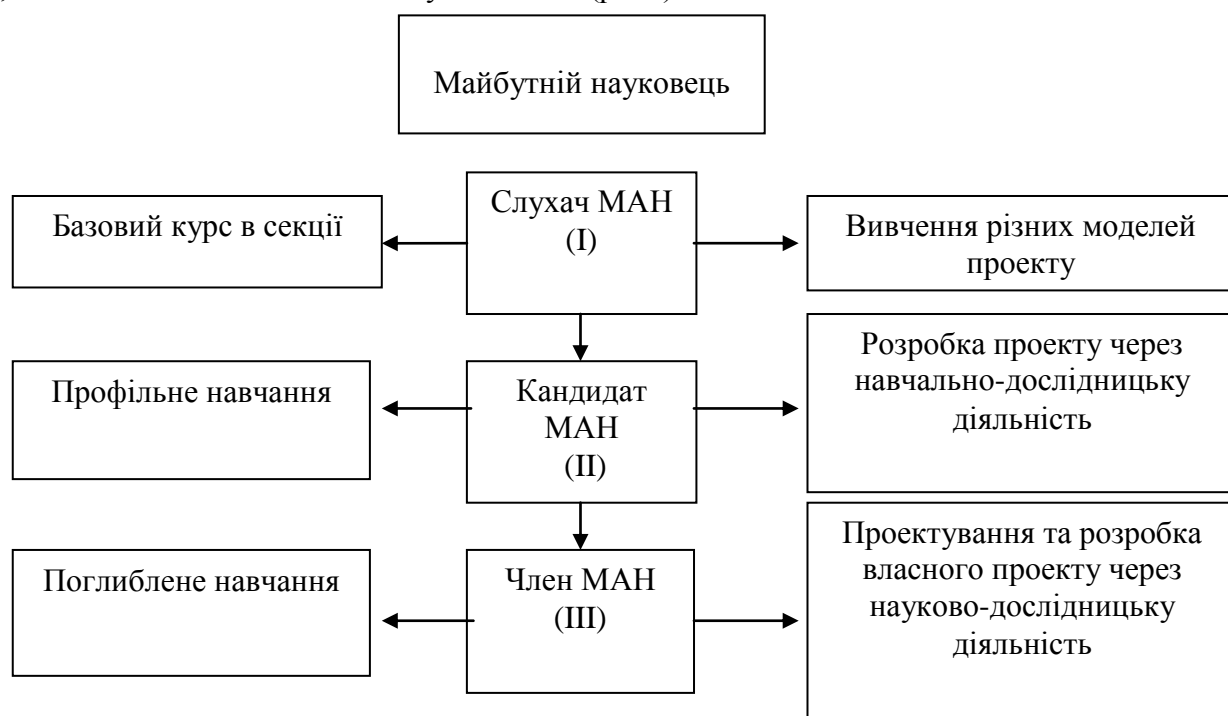 Майбутній науковець
Слухач МАН
(І)
Базовий курс в секції
Вивчення різних моделей
проекту
Кандидат
МАН
(ІІ)
Профільне навчання
Розробка проекту через
навчально-дослідницьку
діяльність
Член МАН
(ІІІ)
Поглиблене навчання
Проектування та розробка
власного проекту через
науково-дослідницьку
діяльність